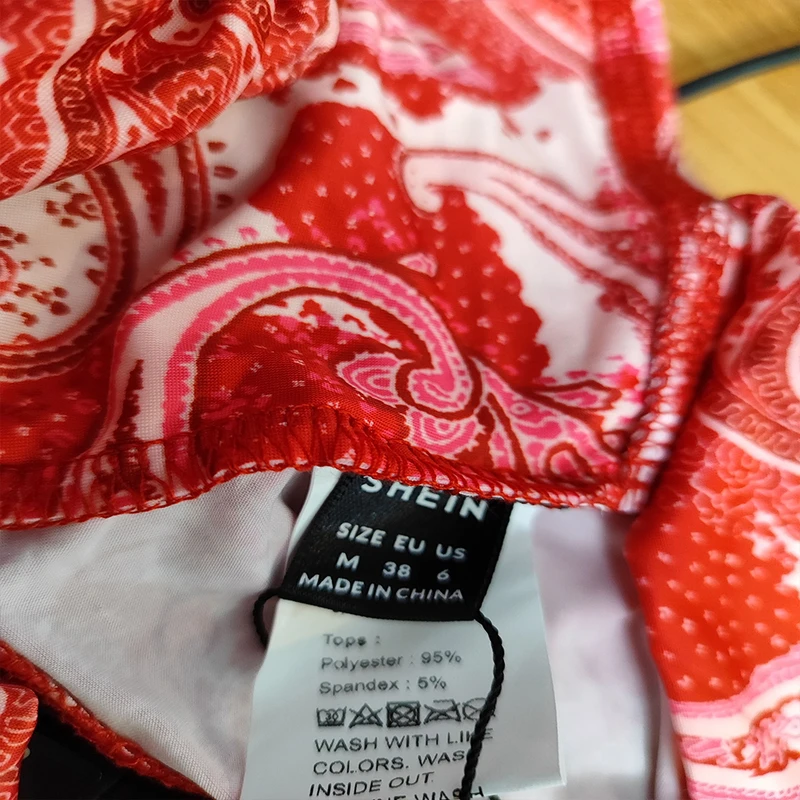 SHEIN
SIZE EU US
M 38 6
MADE IN CHINA
Tops :
Polyester : 95%
Spandex : 5%
WASH WITH LIKE
COLORS. WASH
INSIDE OUT.
WASH